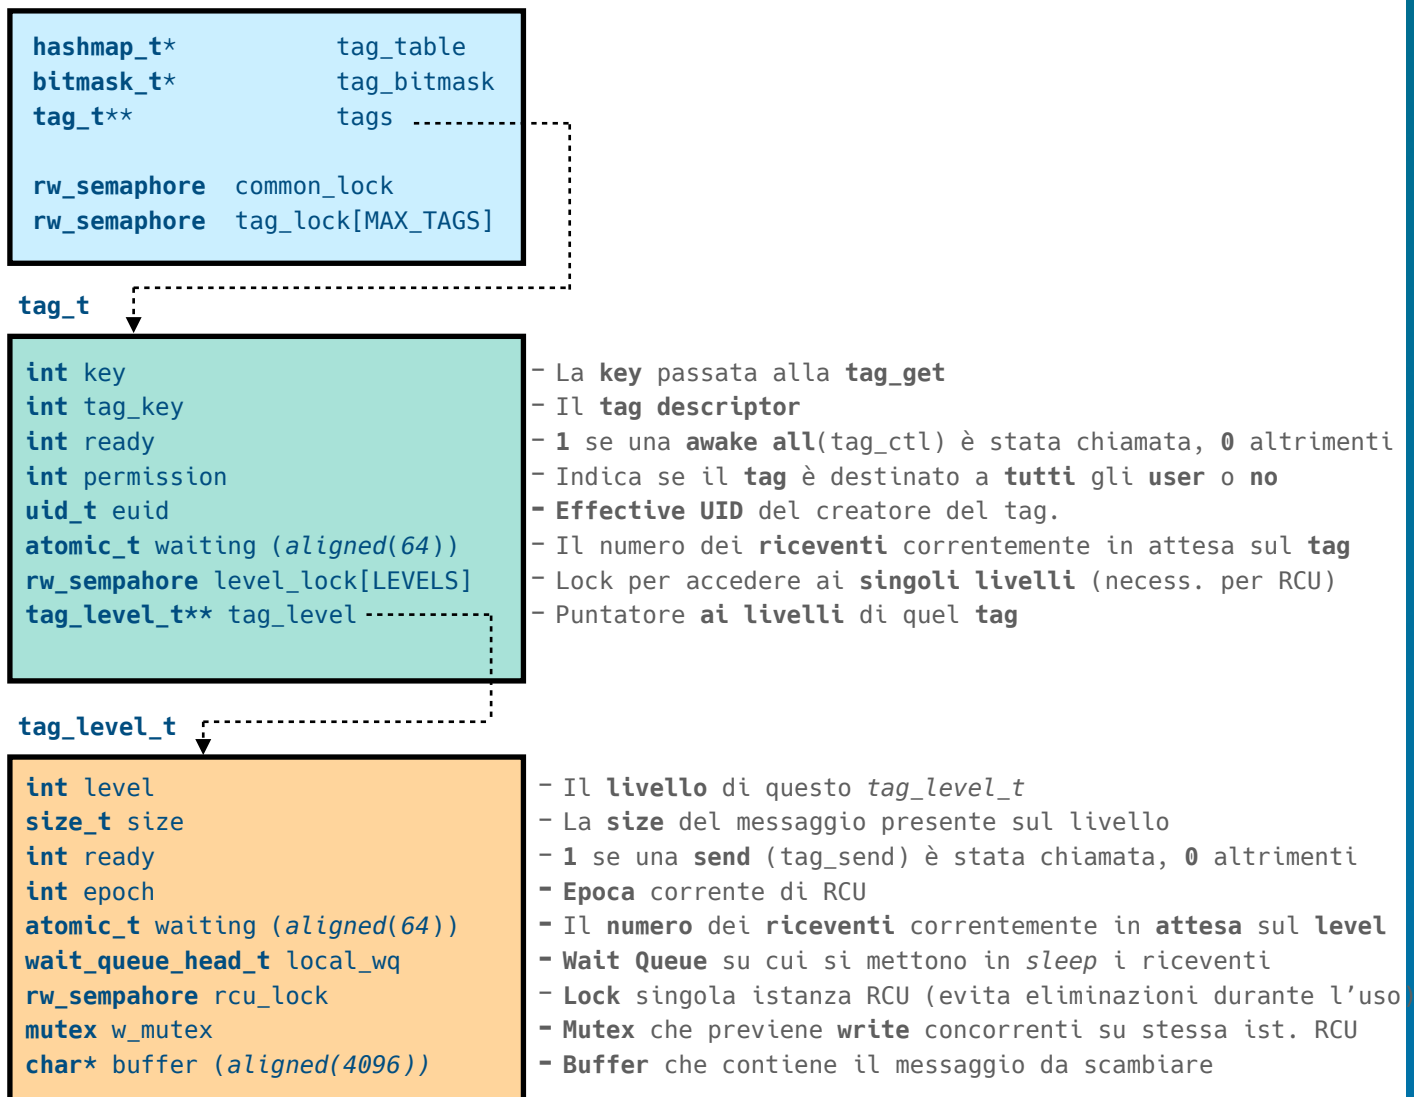 hashmap_t* tag_table
bitmask_t* tag_bitmask
tag_t** tags
rw_semaphore common_lock
rw_semaphore tag_lock[MAX_TAGS]
tag_t
int key - La key passata alla tag_get
int tag_key - Il tag descriptor
int ready - 1 se una awake all(tag_ctl) è stata chiamata, 0 altrimenti
int permission - Indica se il tag è destinato a tutti gli user o no
uid_t euid - Effective UID del creatore del tag.
atomic_t waiting (aligned(64)) - Il numero dei riceventi correntemente in attesa sul tag
rw_sempahore level_lock[LEVELS] - Lock per accedere ai singoli livelli (necess. per RCU)
tag_level_t** tag_level - Puntatore ai livelli di quel tag
tag_level_t
int level - Il livello di questo tag_level_t
size_t size - La size del messaggio presente sul livello
int ready - 1 se una send (tag_send) è stata chiamata, 0 altrimenti
int epoch - Epoca corrente di RCU
atomic_t waiting (aligned(64)) - Il numero dei riceventi correntemente in attesa sul level
wait_queue_head_t local_wq - Wait Queue su cui si mettono in sleep i riceventi
rw_sempahore rcu_lock - Lock singola istanza RCU (evita eliminazioni durante l’uso)
mutex w_mutex - Mutex che previene write concorrenti su stessa ist. RCU
char* buffer (aligned(4096)) - Buffer che contiene il messaggio da scambiare